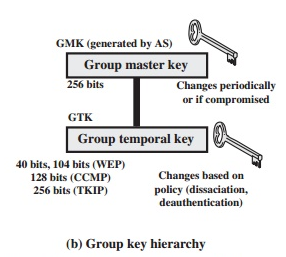 GMK (generated by AS)
Group master key
256 bits
Changes periodically
or if compromised
GTK
Group temporal key
40 bits, 104 bits (WEP)
128 bits (CCMP)
256 bits (TKIP)
Changes based on
policy (dissaciation,
deauthentication)
(b) Group key hierarchy